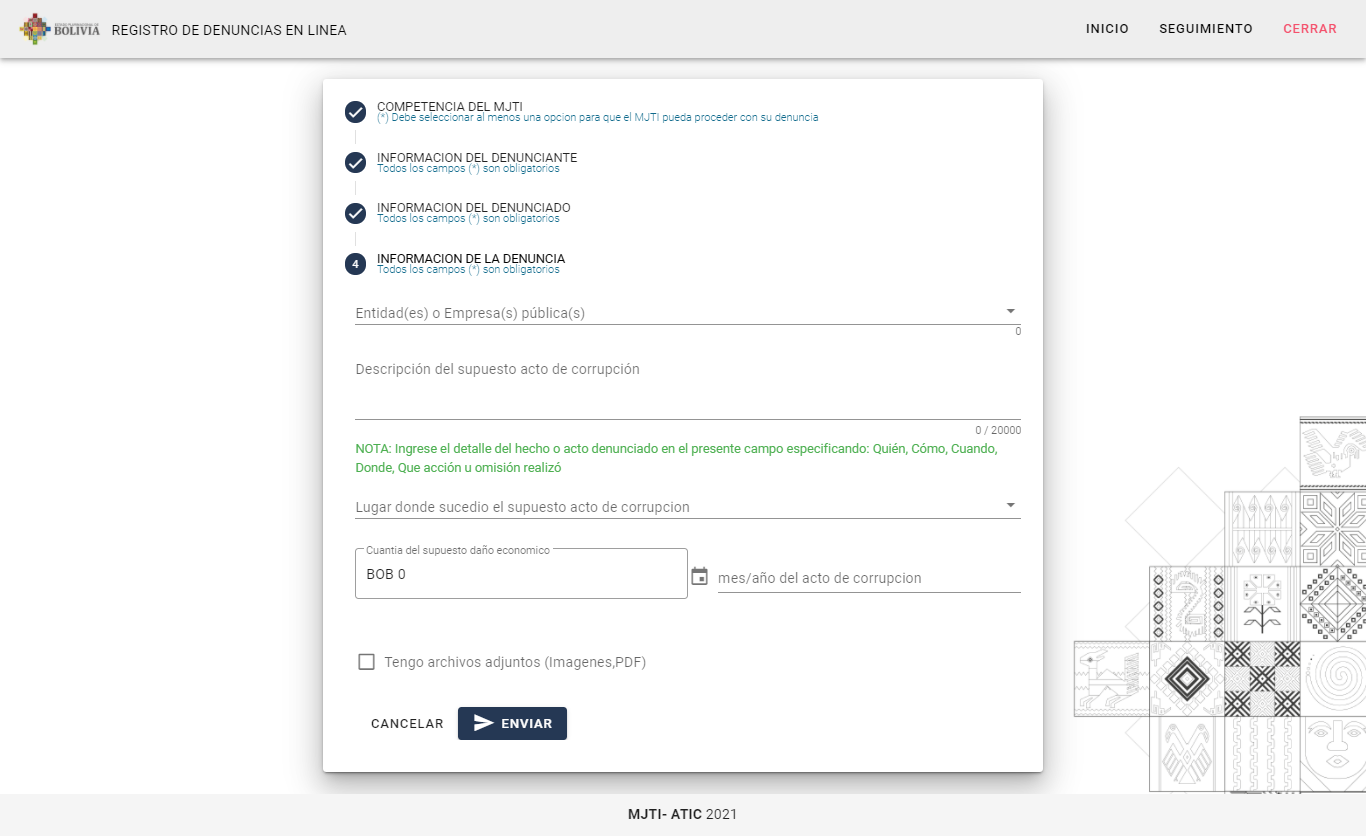 ESTADO PLURINACIONAL DE
BOLIVIA
REGISTRO DE DENUNCIAS EN LINEA
INICIO
SEGUIMIENTO
CERRAR
COMPETENCIA DEL MJTI
(*) Debe seleccionar al menos una opcion para que el MJTI pueda proceder con su denuncia
INFORMACION DEL DENUNCIANTE
Todos los campos (*) son obligatorios
INFORMACION DEL DENUNCIADO
Todos los campos (*) son obligatorios
4
INFORMACION DE LA DENUNCIA
Todos los campos (*) son obligatorios
Entidad(es) o Empresa(s) pública(s)
0
Descripción del supuesto acto de corrupción
0 / 20000
NOTA: Ingrese el detalle del hecho o acto denunciado en el presente campo especificando: Quién, Cómo, Cuando,
Donde, Que acción u omisión realizó
Lugar donde sucedio el supuesto acto de corrupcion
Cuantia del supuesto daño economico
BOB 0
mes/año del acto de corrupcion
Tengo archivos adjuntos (Imagenes,PDF)
CANCELAR
ENVIAR
MJTI- ATIC 2021